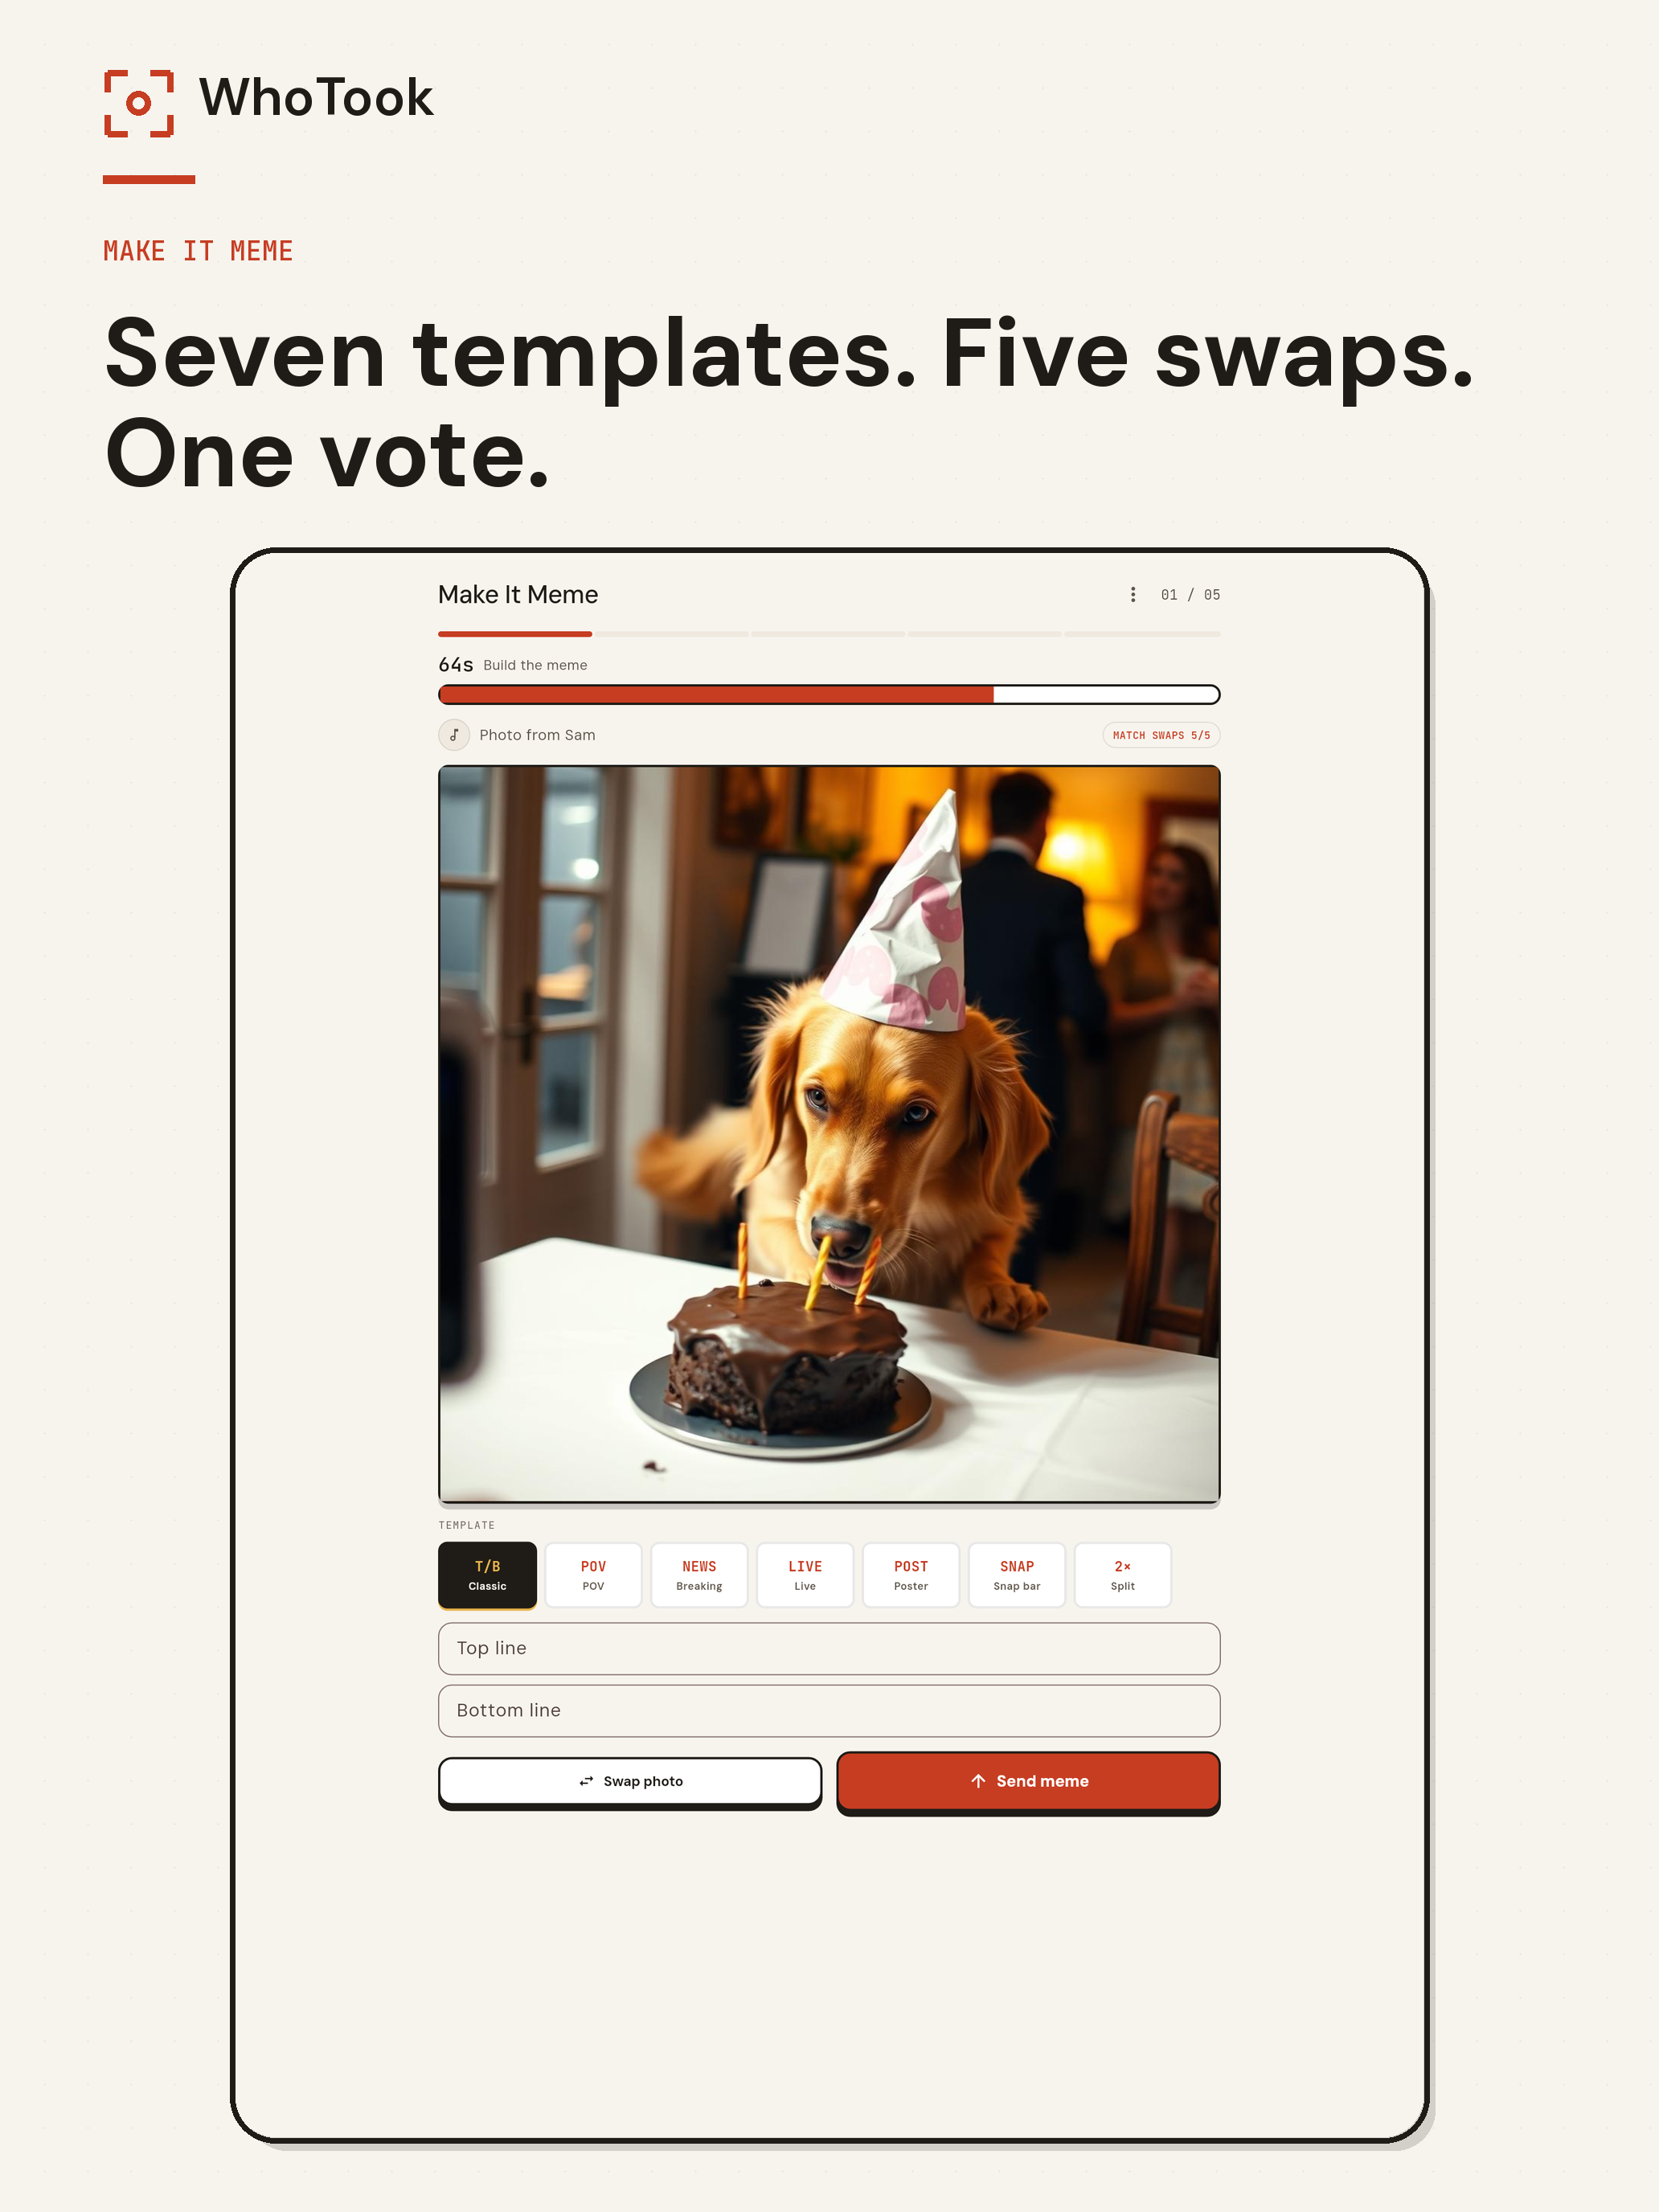 WhoTook
MAKE IT MEME
Seven templates. Five swaps.
One vote.
Make It Meme
01 / 05
64s Build the meme
Photo from Sam
MATCH SWAPS 5/5
TEMPLATE
T/B POV NEWS LIVE POST SNAP 2×
Classic POV Breaking Live Poster Snap bar Split
Top line
Bottom line
Swap photo
Send meme